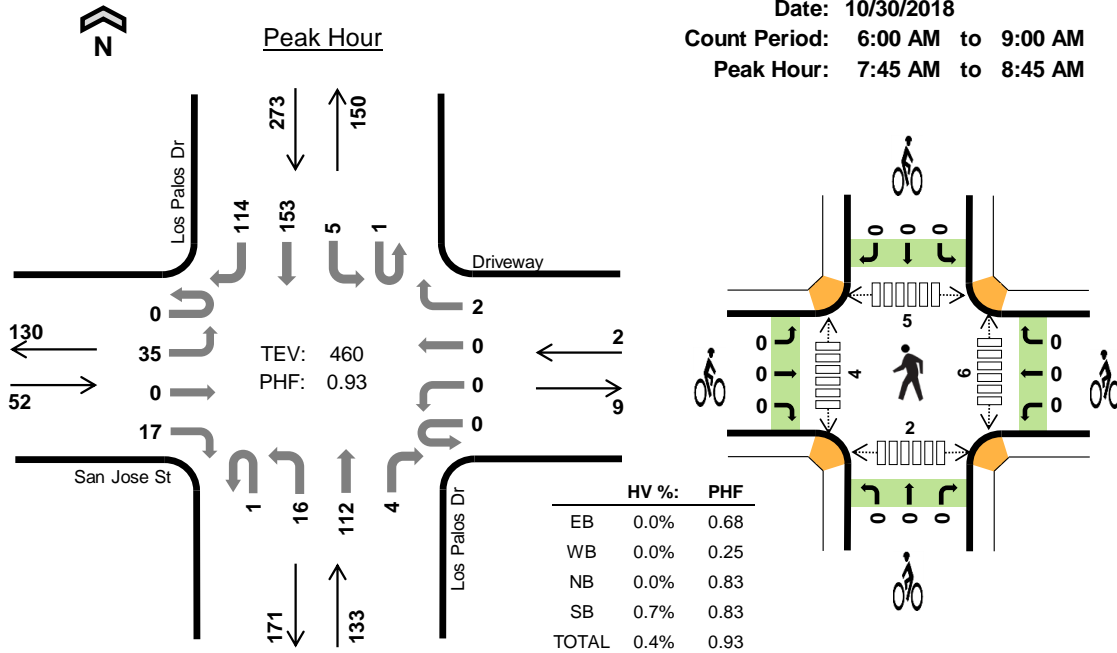 N
Peak Hour
Date: 10/30/2018
Count Period: 6:00 AM to 9:00 AM
Peak Hour: 7:45 AM to 8:45 AM
273
150
Los Palos Dr
114
153
5
1
Driveway
0
35
0
17
130
52
TEV: 460
PHF: 0.93
2
0
0
0
2
9
San Jose St
1
16
112
4
Los Palos Dr
171
133
HV %: PHF
EB 0.0% 0.68
WB 0.0% 0.25
NB 0.0% 0.83
SB 0.7% 0.83
TOTAL 0.4% 0.93
0 0 0
5
0
0
0
4
6
0
0
0
2
0 0 0